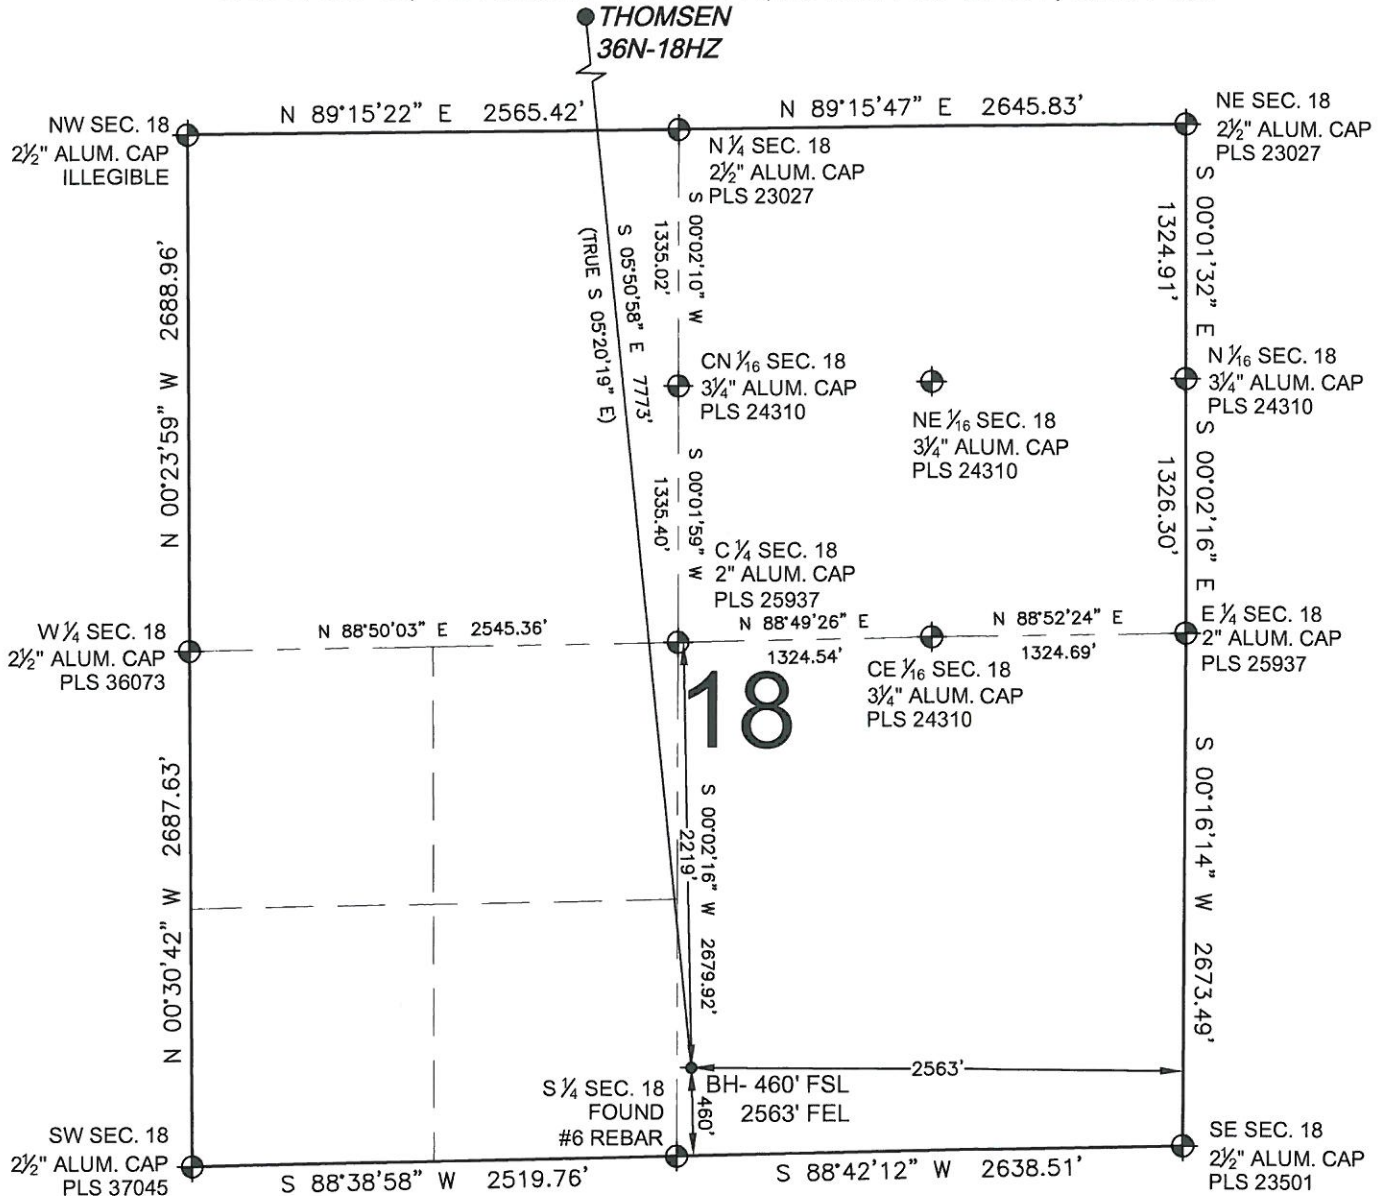 THOMSEN
36N-18HZ
N 89°15'22" E 2565.42'
N 89°15'47" E 2645.83'
NW SEC. 18
2½" ALUM. CAP
ILLEGIBLE
N ¼ SEC. 18
2½" ALUM. CAP
PLS 23027
NE SEC. 18
2½" ALUM. CAP
PLS 23027
N 00°23'59" W 2688.96'
S 05°50'58" E 7773'
(TRUE S 05°20'19" E)
S 00°02'10" W
1335.02'
S 00°01'32" E
1324.91'
CN 1⁄16 SEC. 18
3¼" ALUM. CAP
PLS 24310
NE 1⁄16 SEC. 18
3¼" ALUM. CAP
PLS 24310
N 1⁄16 SEC. 18
3¼" ALUM. CAP
PLS 24310
S 00°01'59" W
1335.40'
S 00°02'16" E
1326.30'
C ¼ SEC. 18
2" ALUM. CAP
PLS 25937
W ¼ SEC. 18
2½" ALUM. CAP
PLS 36073
N 88°50'03" E 2545.36'
N 88°49'26" E
1324.54'
N 88°52'24" E
1324.69'
E ¼ SEC. 18
2" ALUM. CAP
PLS 25937
CE 1⁄16 SEC. 18
3¼" ALUM. CAP
PLS 24310
18
N 00°30'42" W 2687.63'
S 00°02'16" W 2679.92'
2219'
S 00°16'14" W 2673.49'
2563'
BH- 460' FSL
2563' FEL
460'
S ¼ SEC. 18
FOUND
#6 REBAR
SW SEC. 18
2½" ALUM. CAP
PLS 37045
S 88°38'58" W 2519.76'
S 88°42'12" W 2638.51'
SE SEC. 18
2½" ALUM. CAP
PLS 23501